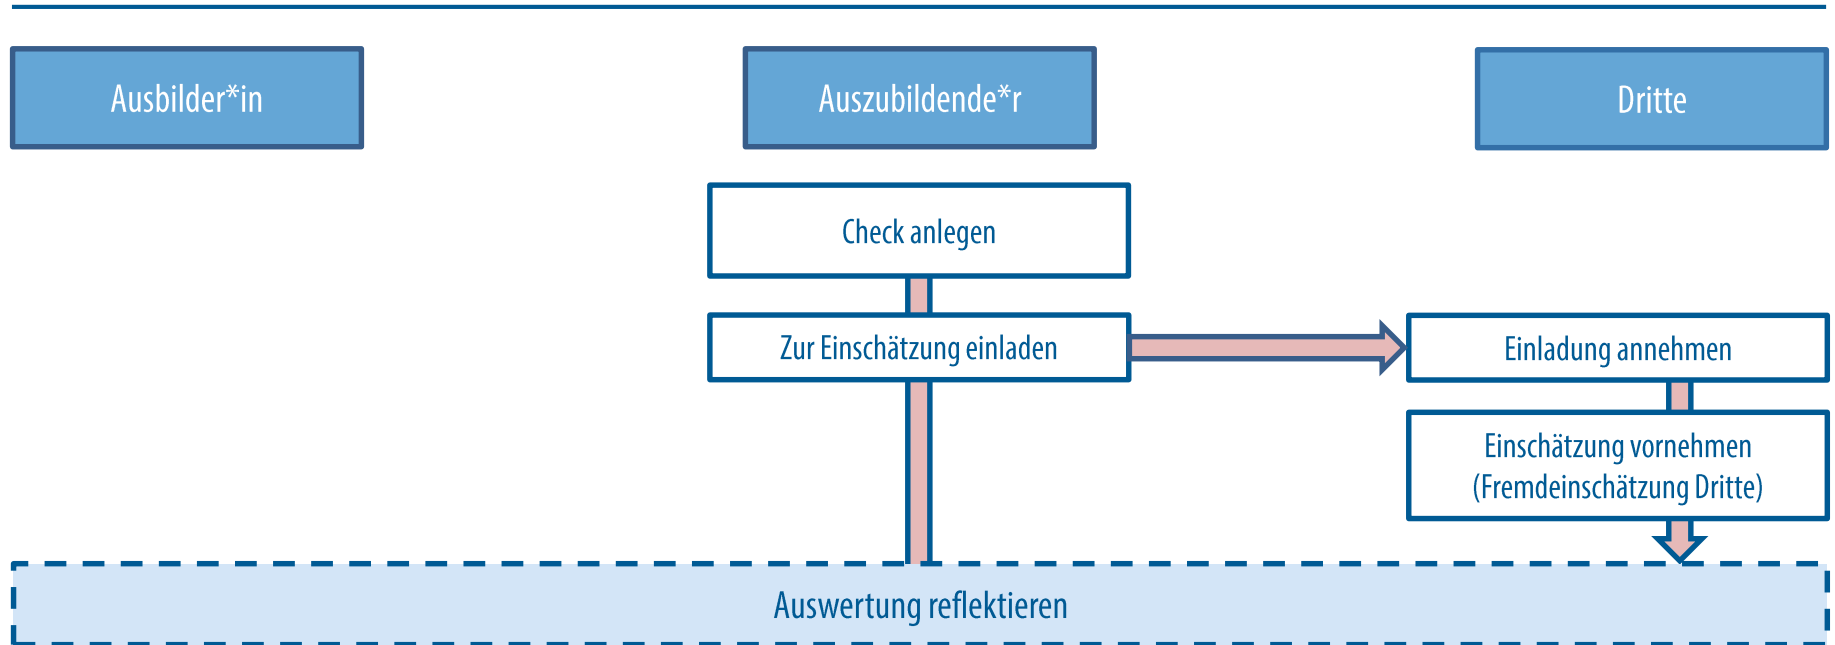 Ausbilder*in
Auszubildende*r
Dritte
Check anlegen
Zur Einschätzung einladen
Einladung annehmen
Einschätzung vornehmen
(Fremdeinschätzung Dritte)
Auswertung reflektieren